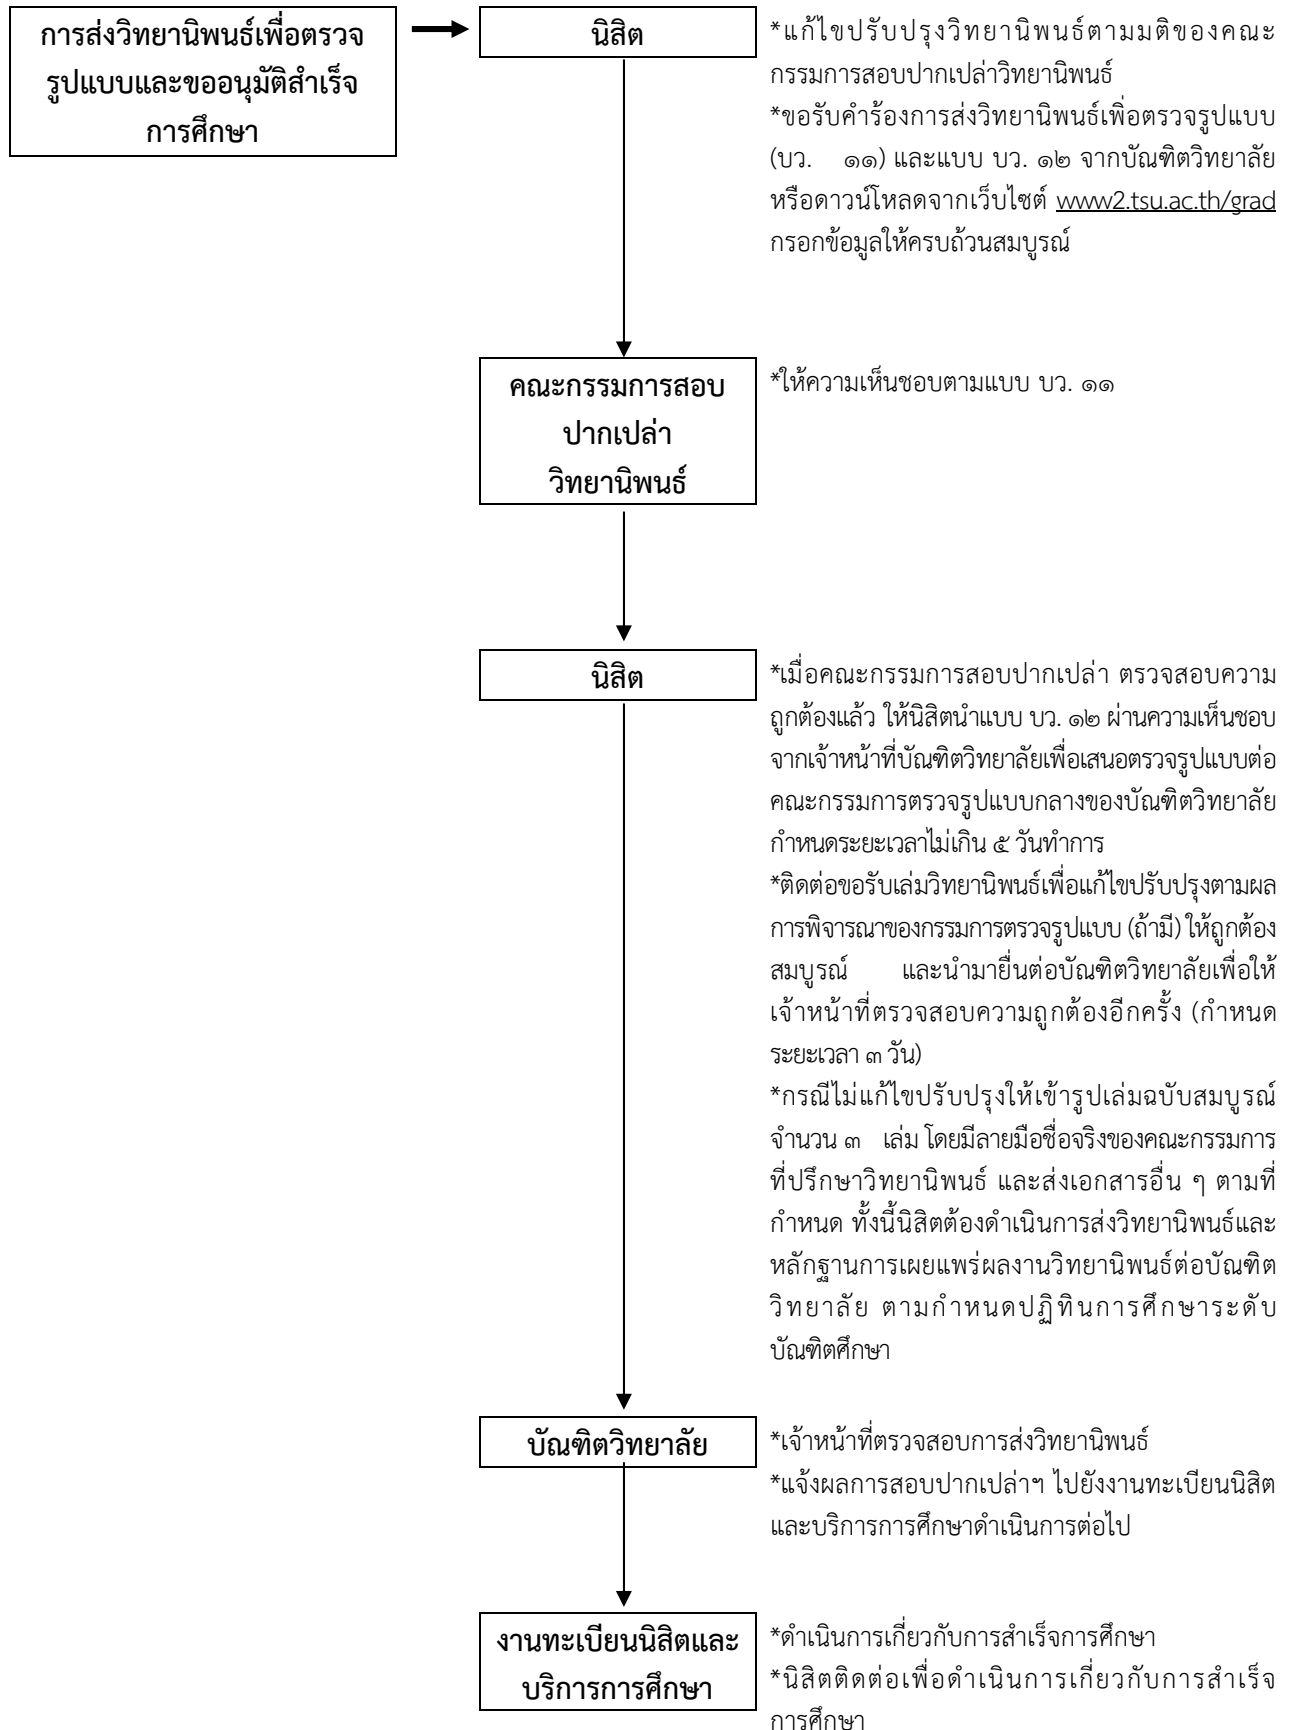 การส่งวิทยานิพนธ์เพื่อตรวจ
รูปแบบและขออนุมัติสำเร็จ
การศึกษา
นิสิต
*แก้ไขปรับปรุงวิทยานิพนธ์ตามมติของคณะ
กรรมการสอบปากเปล่าวิทยานิพนธ์
*ขอรับคำร้องการส่งวิทยานิพนธ์เพื่อตรวจรูปแบบ
(บว. ๑๑) และแบบ บว. ๑๒ จากบัณฑิตวิทยาลัย
หรือดาวน์โหลดจากเว็บไซต์ www2.tsu.ac.th/grad
กรอกข้อมูลให้ครบถ้วนสมบูรณ์
คณะกรรมการสอบ
ปากเปล่า
วิทยานิพนธ์
*ให้ความเห็นชอบตามแบบ บว. ๑๑
นิสิต
*เมื่อคณะกรรมการสอบปากเปล่า ตรวจสอบความ
ถูกต้องแล้ว ให้นิสิตนำแบบ บว. ๑๒ ผ่านความเห็นชอบ
จากเจ้าหน้าที่บัณฑิตวิทยาลัยเพื่อเสนอตรวจรูปแบบต่อ
คณะกรรมการตรวจรูปแบบกลางของบัณฑิตวิทยาลัย
กำหนดระยะเวลาไม่เกิน ๕ วันทำการ
*ติดต่อขอรับเล่มวิทยานิพนธ์เพื่อแก้ไขปรับปรุงตามผล
การพิจารณาของกรรมการตรวจรูปแบบ (ถ้ามี) ให้ถูกต้อง
สมบูรณ์ และนำมายื่นต่อบัณฑิตวิทยาลัยเพื่อให้
เจ้าหน้าที่ตรวจสอบความถูกต้องอีกครั้ง (กำหนด
ระยะเวลา ๓ วัน)
*กรณีไม่แก้ไขปรับปรุงให้เข้ารูปเล่มฉบับสมบูรณ์
จำนวน ๓ เล่ม โดยมีลายมือชื่อจริงของคณะกรรมการ
ที่ปรึกษาวิทยานิพนธ์ และส่งเอกสารอื่น ๆ ตามที่
กำหนด ทั้งนี้นิสิตต้องดำเนินการส่งวิทยานิพนธ์และ
หลักฐานการเผยแพร่ผลงานวิทยานิพนธ์ต่อบัณฑิต
วิทยาลัย ตามกำหนดปฏิทินการศึกษาระดับ
บัณฑิตศึกษา
บัณฑิตวิทยาลัย
*เจ้าหน้าที่ตรวจสอบการส่งวิทยานิพนธ์
*แจ้งผลการสอบปากเปล่าฯ ไปยังงานทะเบียนนิสิต
และบริการการศึกษาดำเนินการต่อไป
งานทะเบียนนิสิตและ
บริการการศึกษา
*ดำเนินการเกี่ยวกับการสำเร็จการศึกษา
*นิสิตติดต่อเพื่อดำเนินการเกี่ยวกับการสำเร็จ
การศึกษา